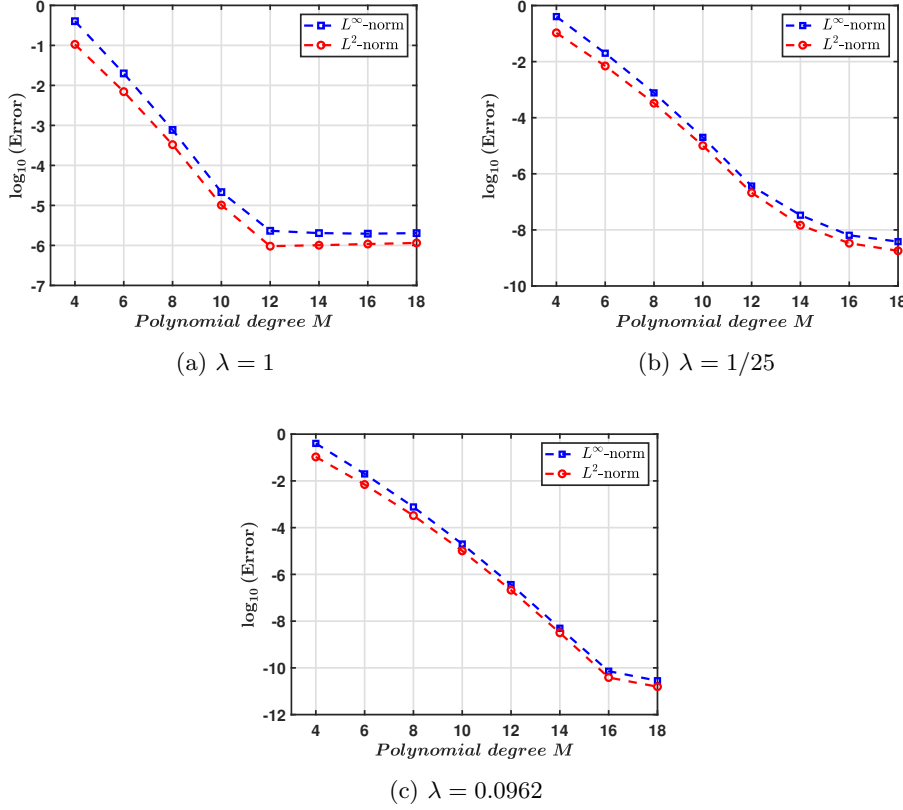 0
-1
-2
-3
-4
-5
-6
-7
log₁₀ (Error)
L∞-norm
L²-norm
4 6 8 10 12 14 16 18
Polynomial degree M
(a) λ = 1
0
-2
-4
-6
-8
-10
log₁₀ (Error)
L∞-norm
L²-norm
4 6 8 10 12 14 16 18
Polynomial degree M
(b) λ = 1/25
0
-2
-4
-6
-8
-10
-12
log₁₀ (Error)
L∞-norm
L²-norm
4 6 8 10 12 14 16 18
Polynomial degree M
(c) λ = 0.0962